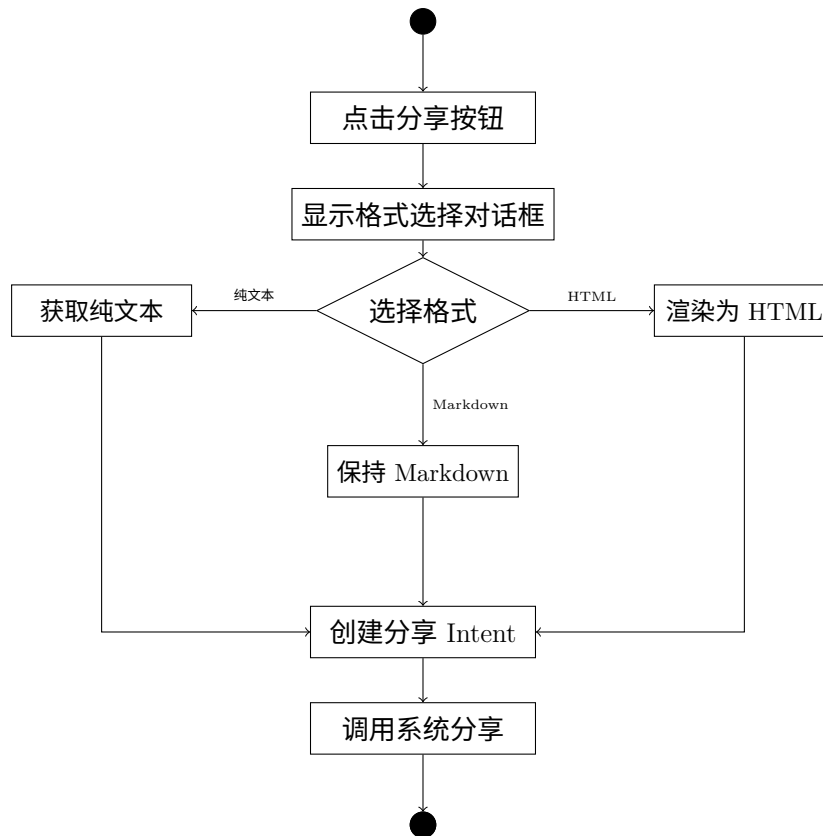 点击分享按钮
显示格式选择对话框
选择格式
纯文本
HTML
获取纯文本
渲染为 HTML
Markdown
保持 Markdown
创建分享 Intent
调用系统分享